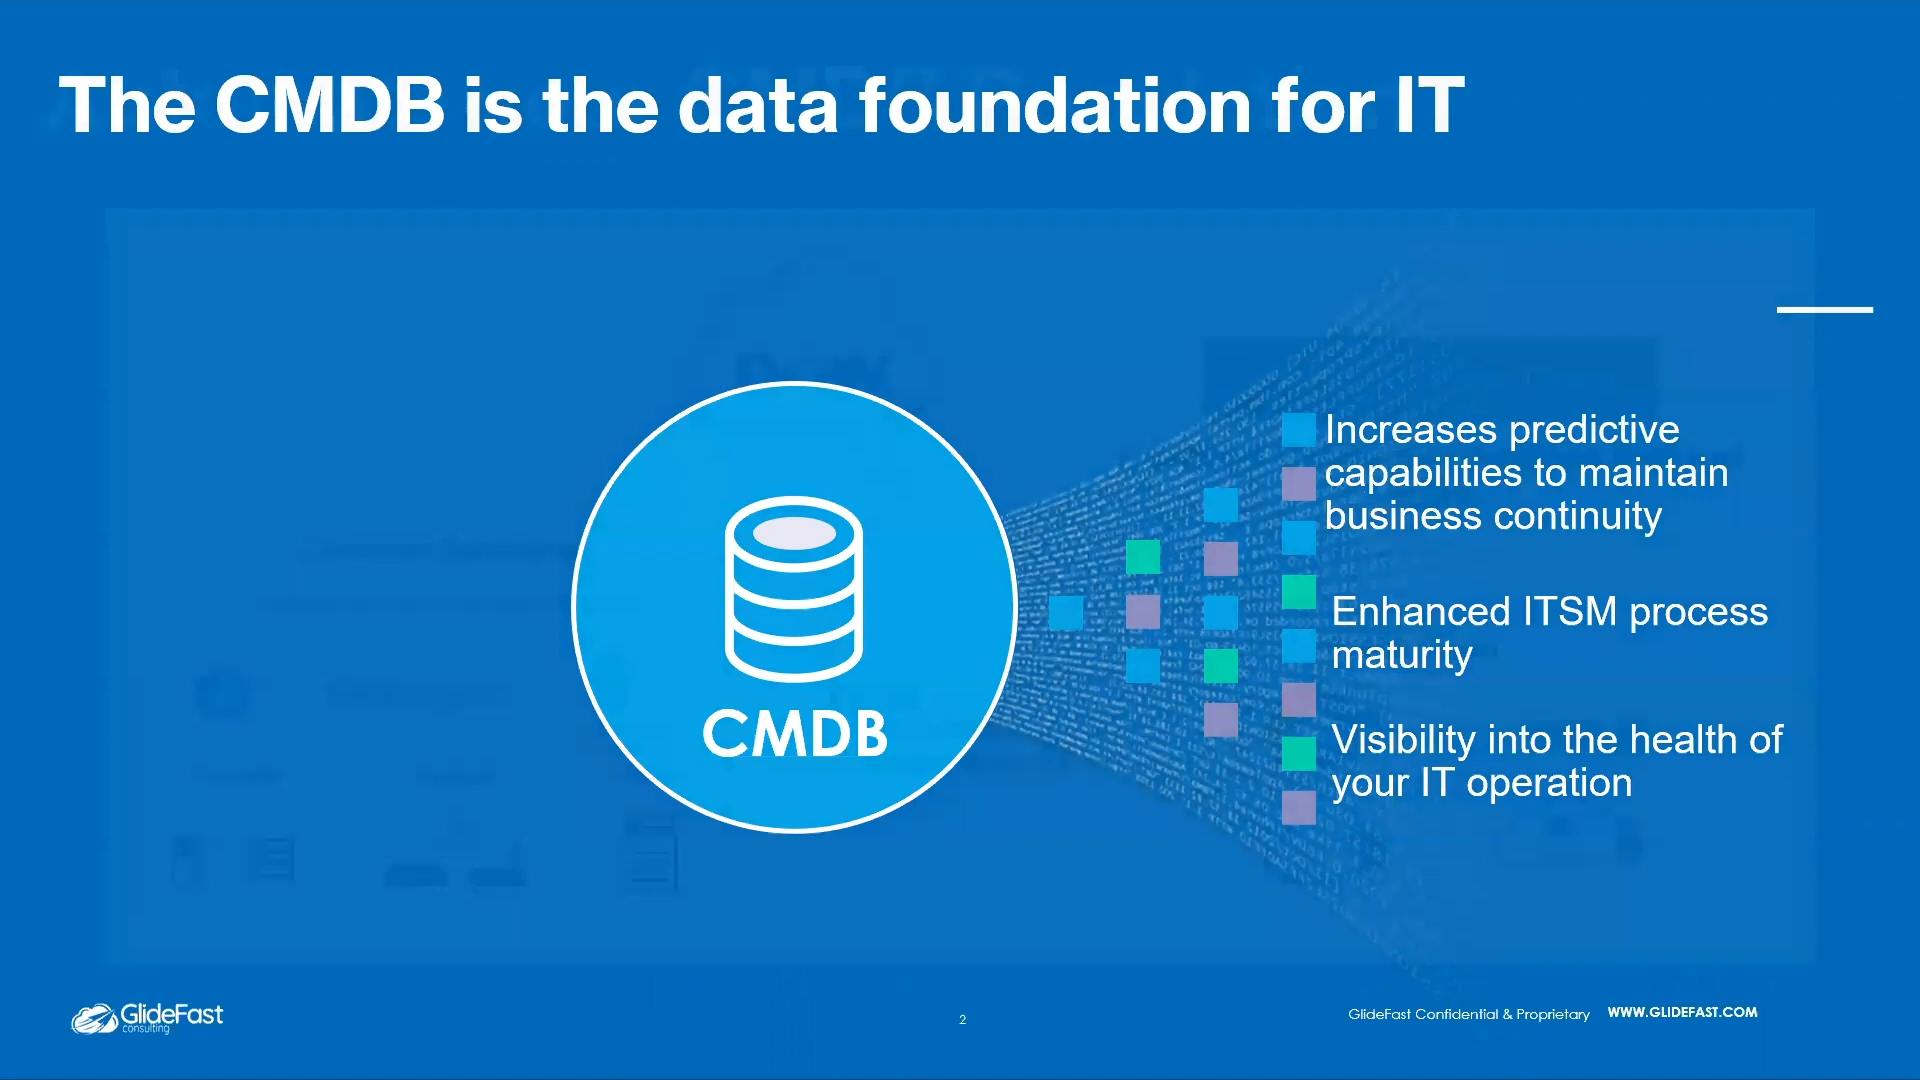 The CMDB is the data foundation for IT
CMDB
Increases predictive
capabilities to maintain
business continuity
Enhanced ITSM process
maturity
Visibility into the health of
your IT operation
GlideFast
consulting
2
GlideFast Confidential & Proprietary
WWW.GLIDEFAST.COM